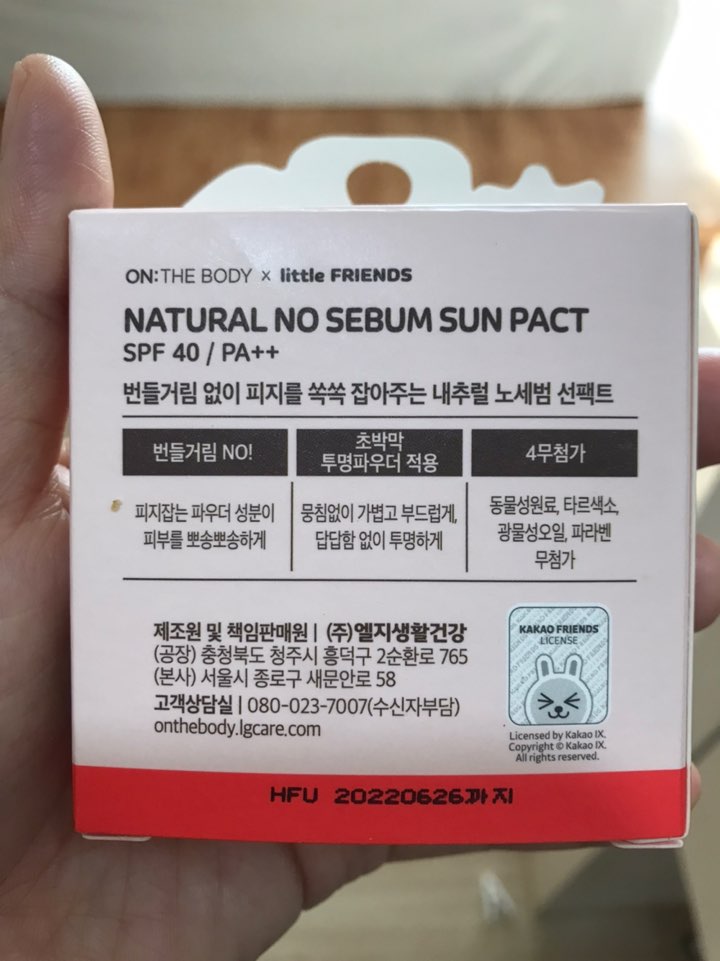 ON:THE BODY x little FRIENDS
NATURAL NO SEBUM SUN PACT
SPF 40 / PA++
번들거림 없이 피지를 쏙쏙 잡아주는 내추럴 노세범 선팩트
번들거림 NO!
피지잡는 파우더 성분이
피부를 뽀송뽀송하게
초박막
투명파우더 적용
뭉침없이 가볍고 부드럽게,
답답함 없이 투명하게
4무첨가
동물성원료, 타르색소,
광물성오일, 파라벤
무첨가
제조원 및 책임판매원 | (주)엘지생활건강
(공장) 충청북도 청주시 흥덕구 2순환로 765
(본사) 서울시 종로구 새문안로 58
고객상담실 | 080-023-7007(수신자부담)
onthebody.lgcare.com
KAKAO FRIENDS
LICENSE
Licensed by Kakao IX.
Copyright © Kakao IX.
All rights reserved.
HFU 20220626까지